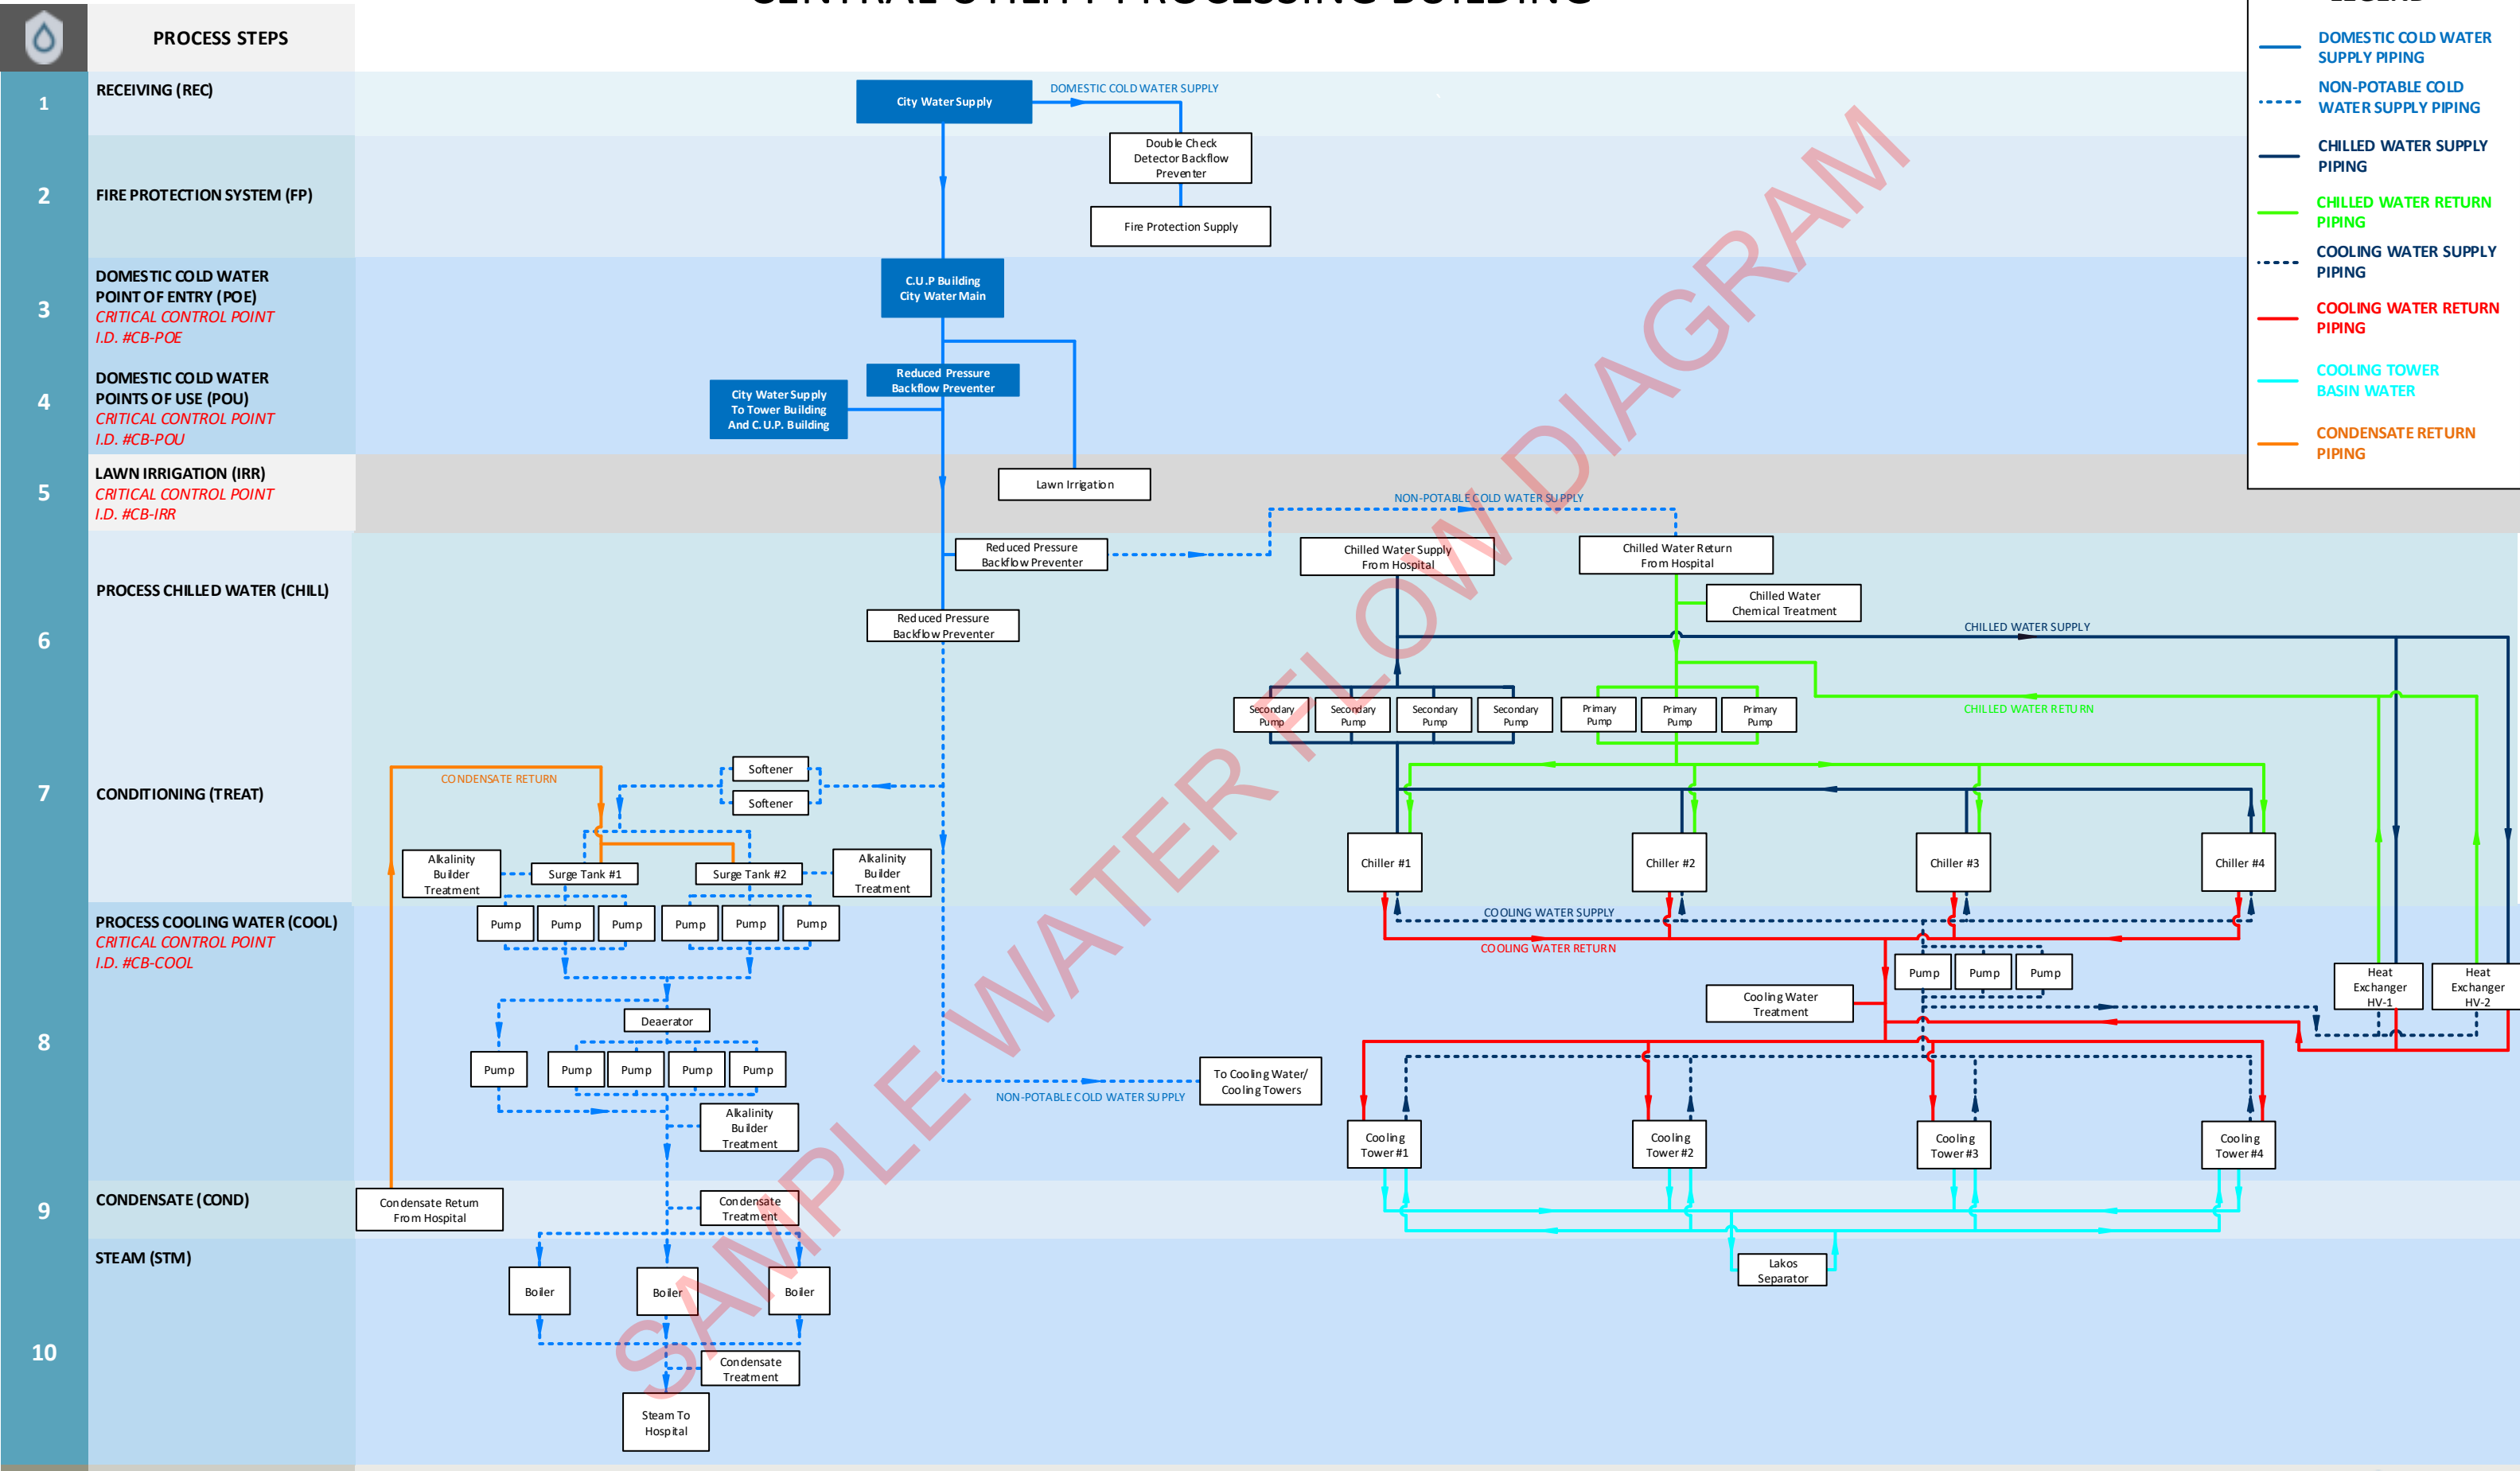 CENTRAL UTILITY PROCESSING BUILDING
LEGEND
DOMESTIC COLD WATER
SUPPLY PIPING
NON-POTABLE COLD
WATER SUPPLY PIPING
CHILLED WATER SUPPLY
PIPING
CHILLED WATER RETURN
PIPING
COOLING WATER SUPPLY
PIPING
COOLING WATER RETURN
PIPING
COOLING TOWER
BASIN WATER
CONDENSATE RETURN
PIPING
PROCESS STEPS
1
RECEIVING (REC)
City Water Supply
DOMESTIC COLD WATER SUPPLY
2
FIRE PROTECTION SYSTEM (FP)
Double Check
Detector Backflow
Preventer
Fire Protection Supply
3
DOMESTIC COLD WATER
POINT OF ENTRY (POE)
CRITICAL CONTROL POINT
I.D. #CB-POE
C.U.P Building
City Water Main
4
DOMESTIC COLD WATER
POINTS OF USE (POU)
CRITICAL CONTROL POINT
I.D. #CB-POU
Reduced Pressure
Backflow Preventer
City Water Supply
To Tower Building
And C.U.P. Building
5
LAWN IRRIGATION (IRR)
CRITICAL CONTROL POINT
I.D. #CB-IRR
Lawn Irrigation
NON-POTABLE COLD WATER SUPPLY
6
PROCESS CHILLED WATER (CHILL)
Reduced Pressure
Backflow Preventer
Chilled Water Supply
From Hospital
Chilled Water Return
From Hospital
Chilled Water
Chemical Treatment
Reduced Pressure
Backflow Preventer
CHILLED WATER SUPPLY
Secondary
Pump
Secondary
Pump
Secondary
Pump
Secondary
Pump
Primary
Pump
Primary
Pump
Primary
Pump
CHILLED WATER RETURN
7
CONDITIONING (TREAT)
CONDENSATE RETURN
Softener
Softener
Alkalinity
Builder
Treatment
Surge Tank #1
Surge Tank #2
Alkalinity
Builder
Treatment
Chiller #1
Chiller #2
Chiller #3
Chiller #4
8
PROCESS COOLING WATER (COOL)
CRITICAL CONTROL POINT
I.D. #CB-COOL
Pump
Pump
Pump
Pump
Pump
Pump
COOLING WATER SUPPLY
COOLING WATER RETURN
Pump
Pump
Pump
Heat
Exchanger
HV-1
Heat
Exchanger
HV-2
Cooling Water
Treatment
Deaerator
Pump
Pump
Pump
Pump
Pump
To Cooling Water/
Cooling Towers
NON-POTABLE COLD WATER SUPPLY
Alkalinity
Builder
Treatment
Cooling
Tower #1
Cooling
Tower #2
Cooling
Tower #3
Cooling
Tower #4
9
CONDENSATE (COND)
Condensate Return
From Hospital
Condensate
Treatment
10
STEAM (STM)
Lakos
Separator
Boiler
Boiler
Boiler
Condensate
Treatment
Steam To
Hospital
SAMPLE WATER FLOW DIAGRAM